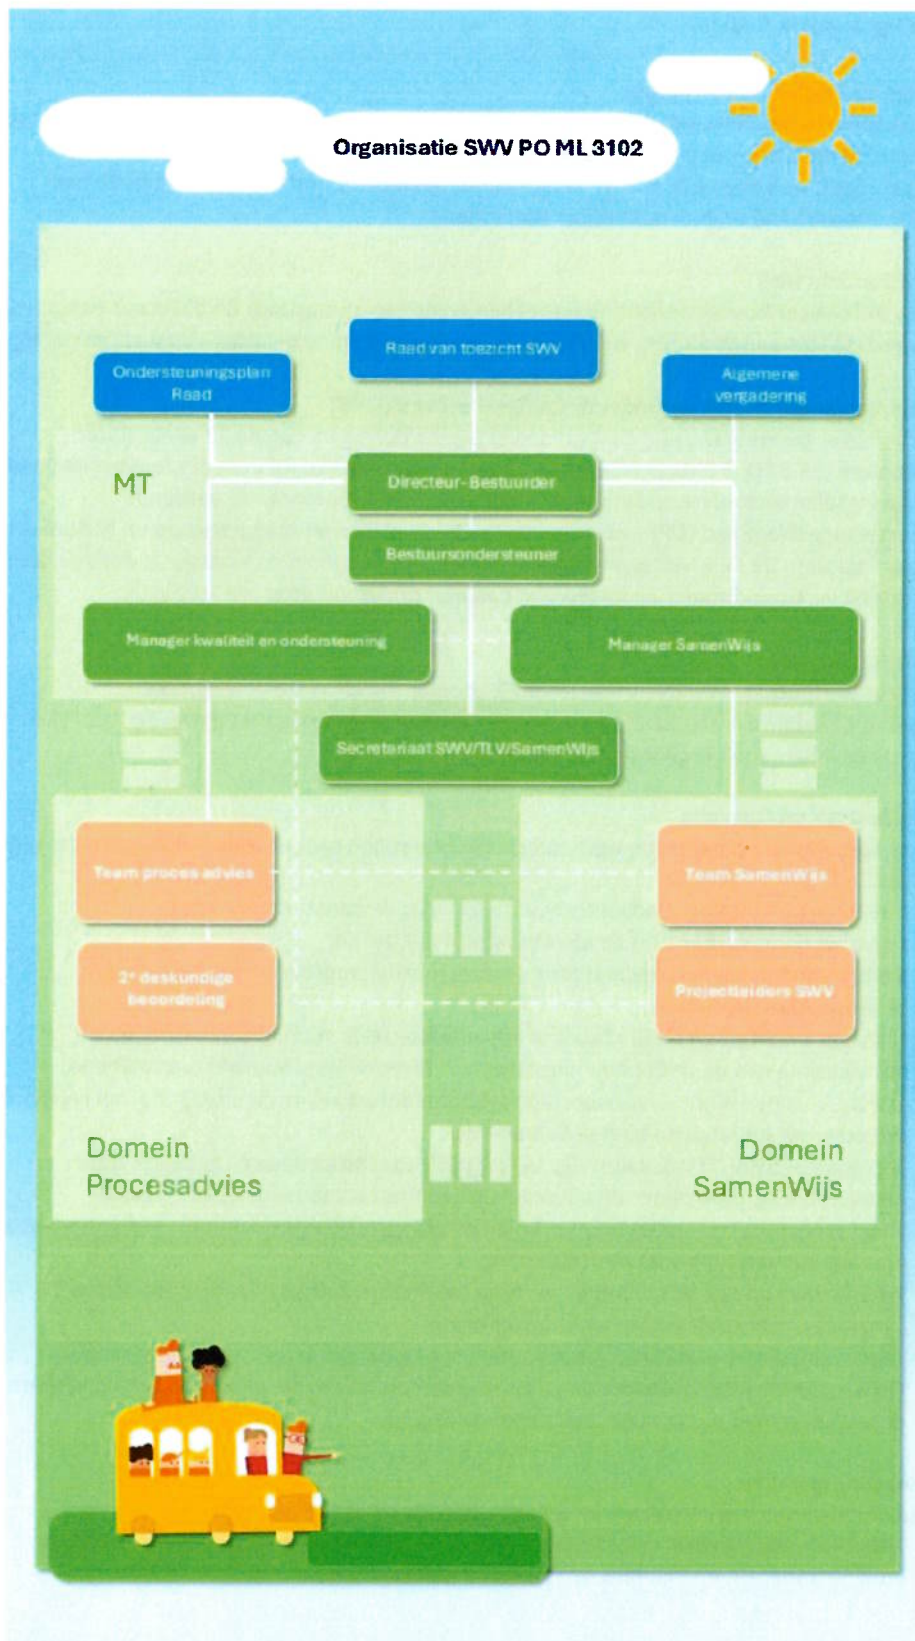 Organisatie SWV PO ML 3102
Raad van toezicht SWV
Ondersteuningsplan
Raad
Algemene
vergadering
MT
Directeur-Bestuurder
Bestuursondersteuner
Manager kwaliteit en ondersteuning
Manager SamenWijs
Secretariaat SWV/TLV/SamenWijs
Team proces advies
Team SamenWijs
2e deskundige
beoordeling
Projectleiders SWV
Domein
Procesadvies
Domein
SamenWijs